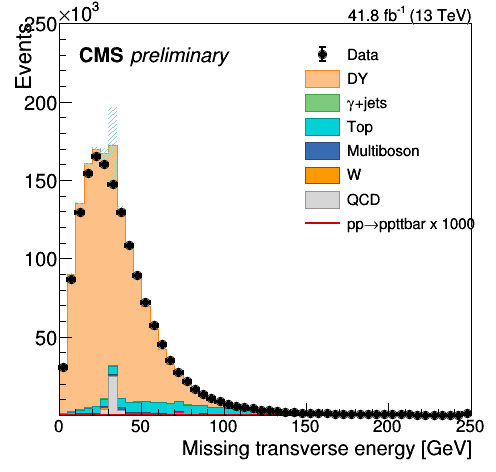 ×10³
41.8 fb⁻¹ (13 TeV)
Events
CMS preliminary
Data
DY
γ+jets
Top
Multiboson
W
QCD
pp→ppttbar x 1000
250
200
150
100
50
0 50 100 150 200 250
Missing transverse energy [GeV]